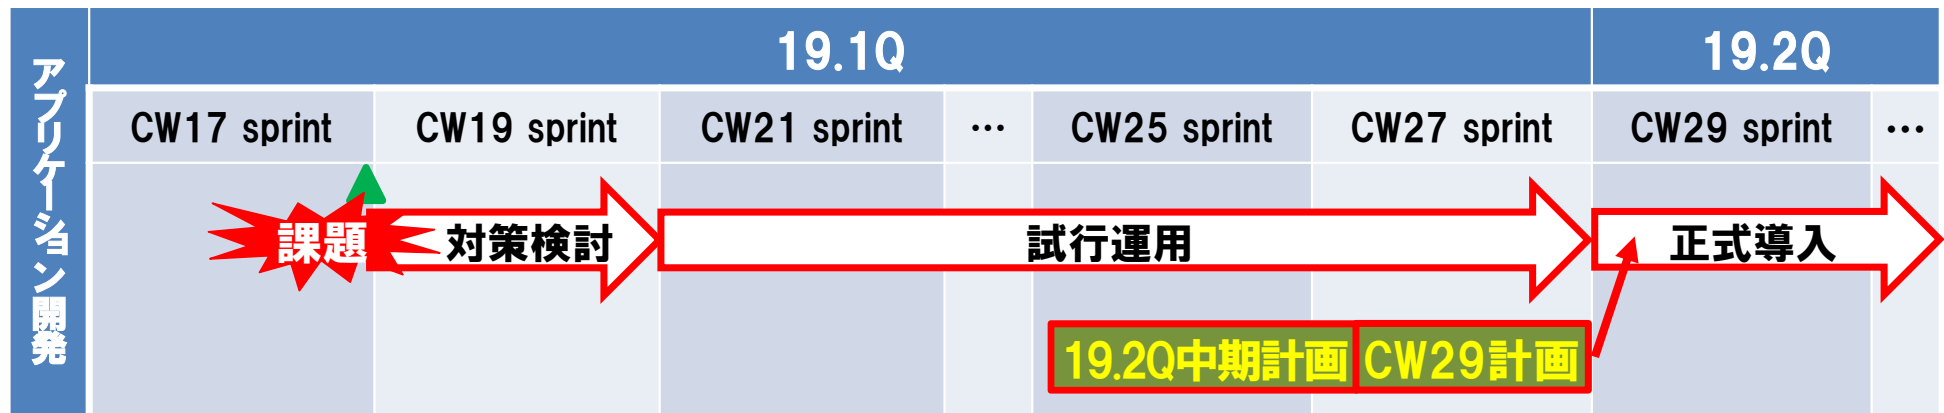 アプリケーション開発
19.1Q
19.2Q
CW17 sprint
CW19 sprint
CW21 sprint
…
CW25 sprint
CW27 sprint
CW29 sprint
…
課題
対策検討
試行運用
正式導入
19.2Q中期計画
CW29計画